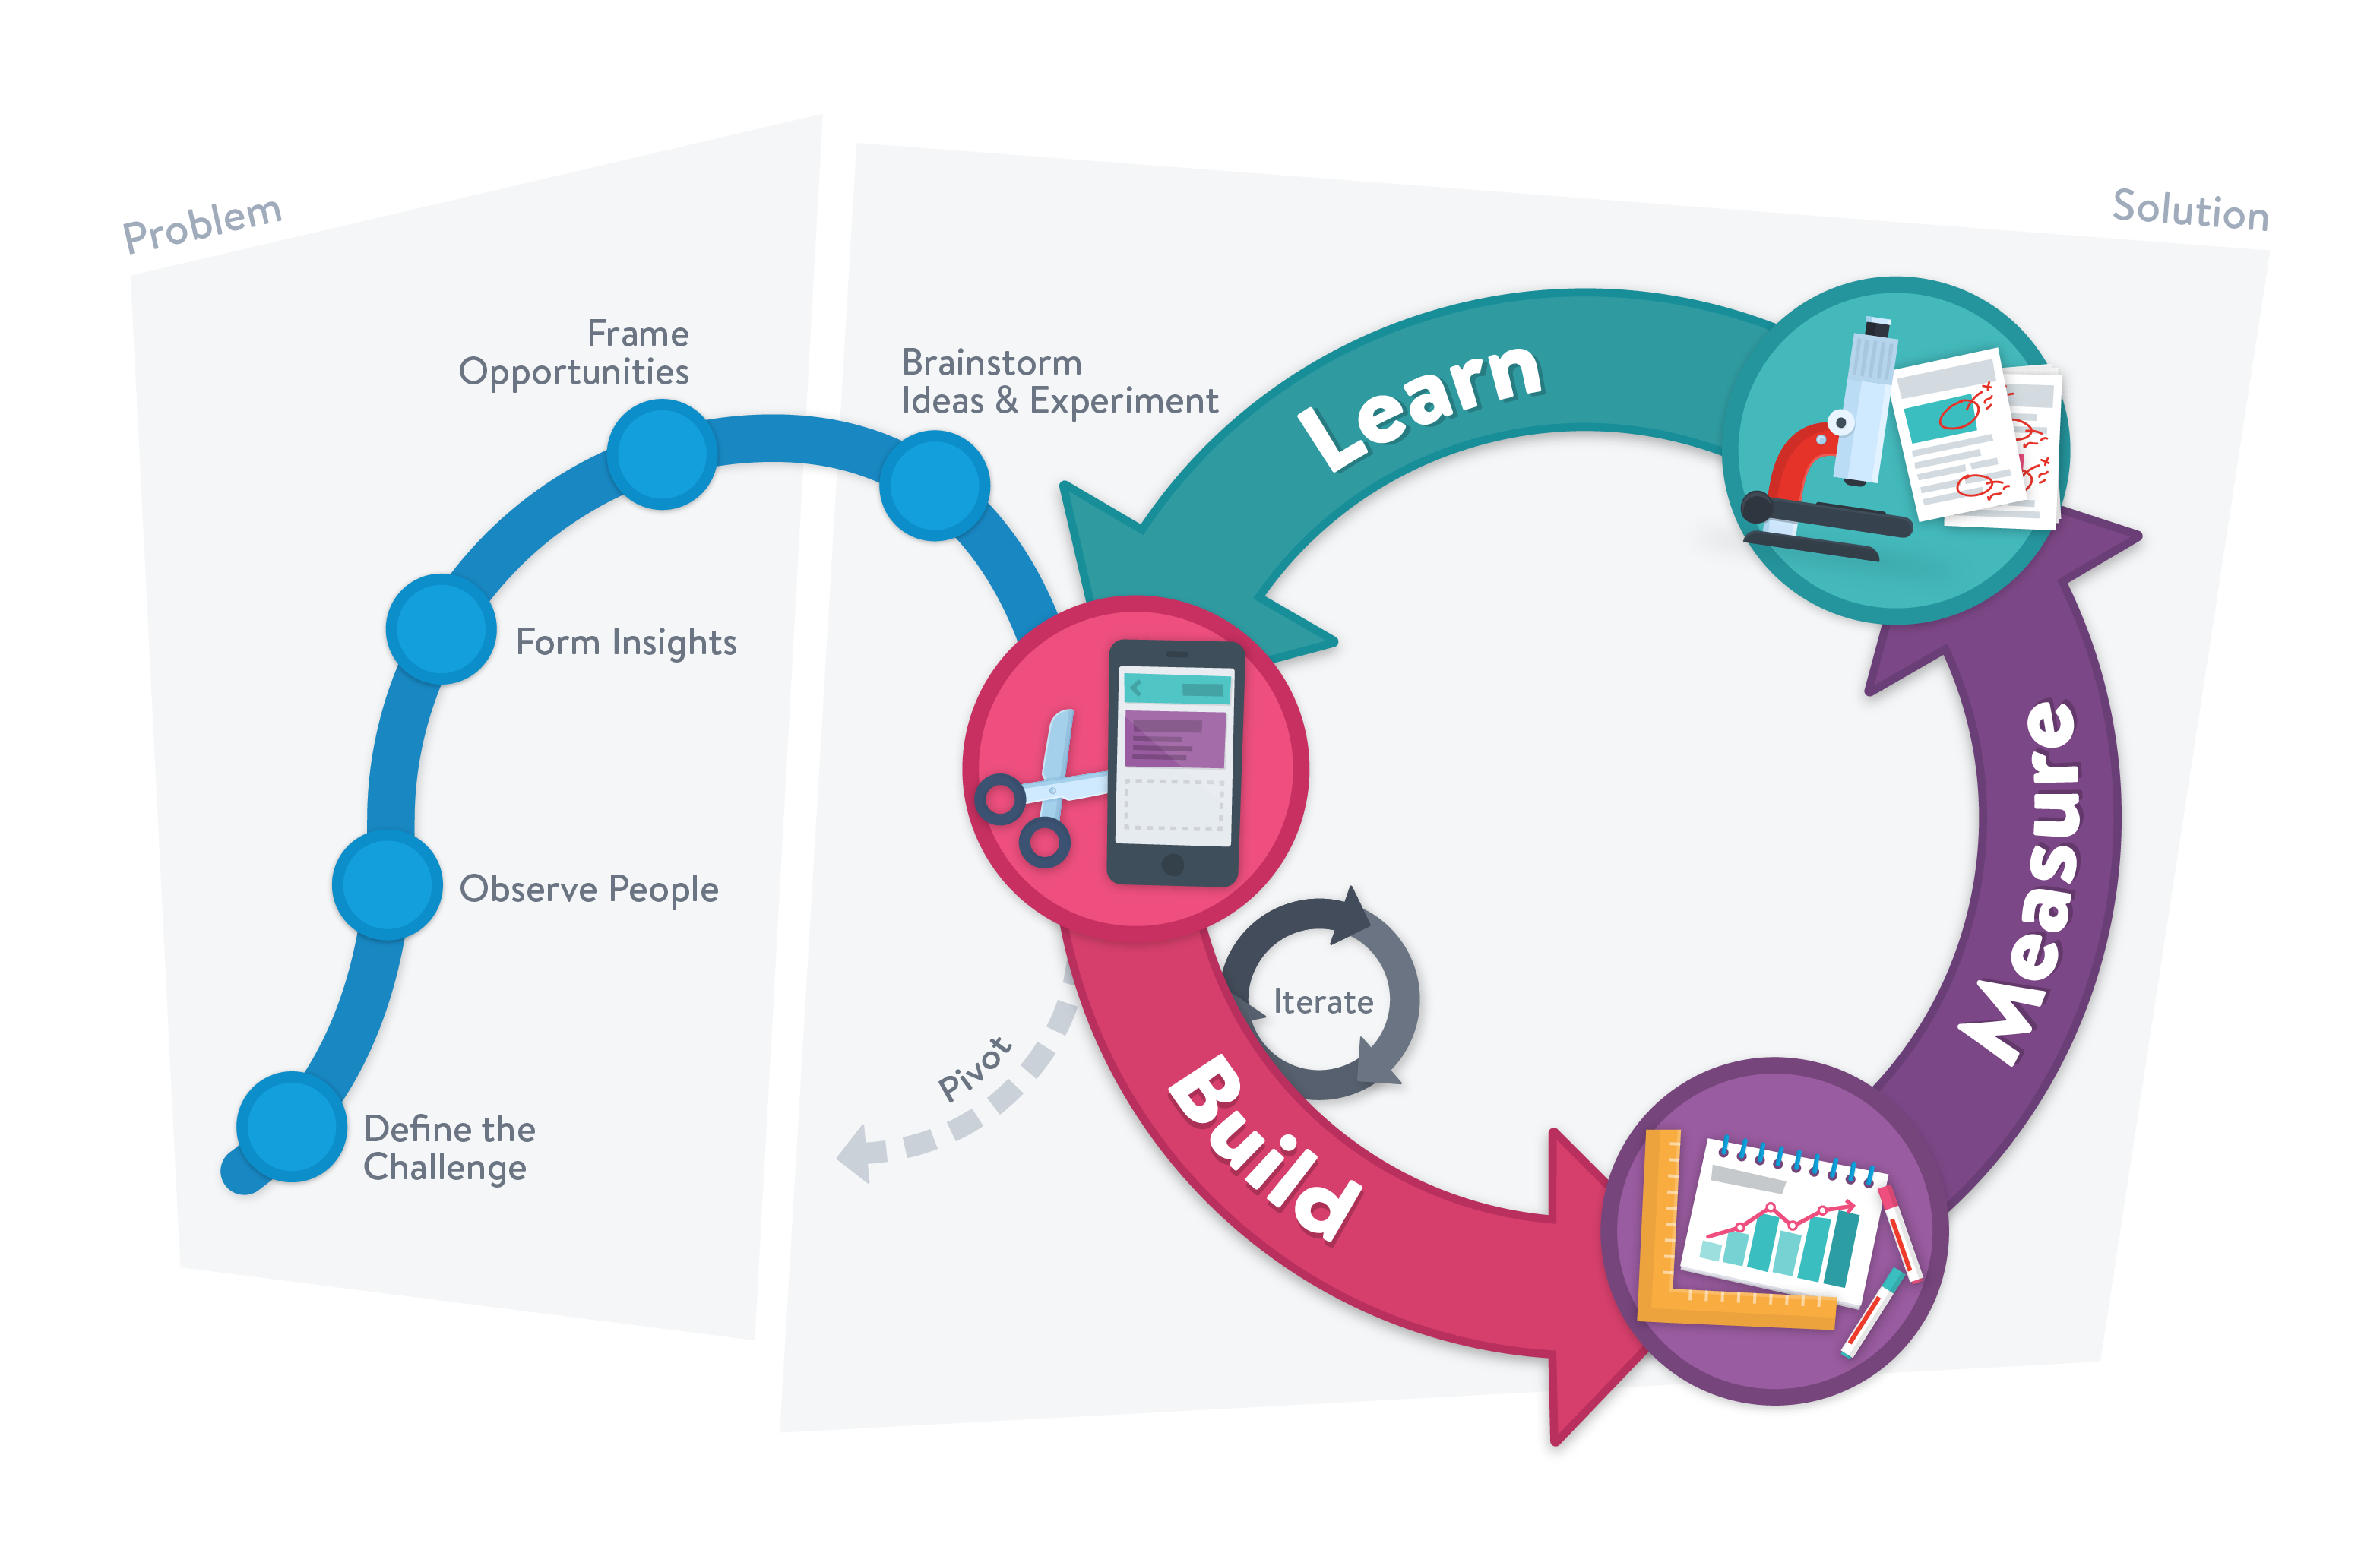 Problem
Solution
Frame
Opportunities
Brainstorm
Ideas & Experiment
Form Insights
Observe People
Define the
Challenge
Learn
Measure
Build
Iterate
Pivot